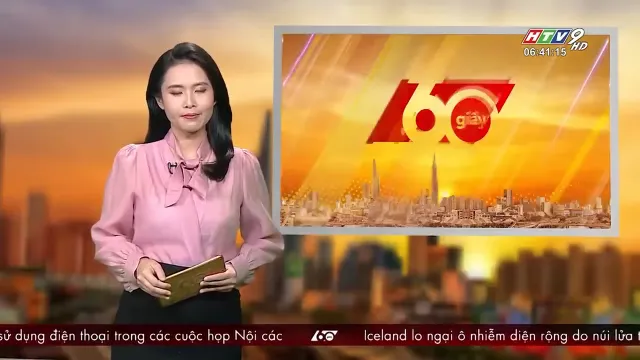 HTV9 HD
06:41:15
60 giây
sử dụng điện thoại trong các cuộc họp Nội các
60
Iceland lo ngại ô nhiễm diện rộng do núi lửa